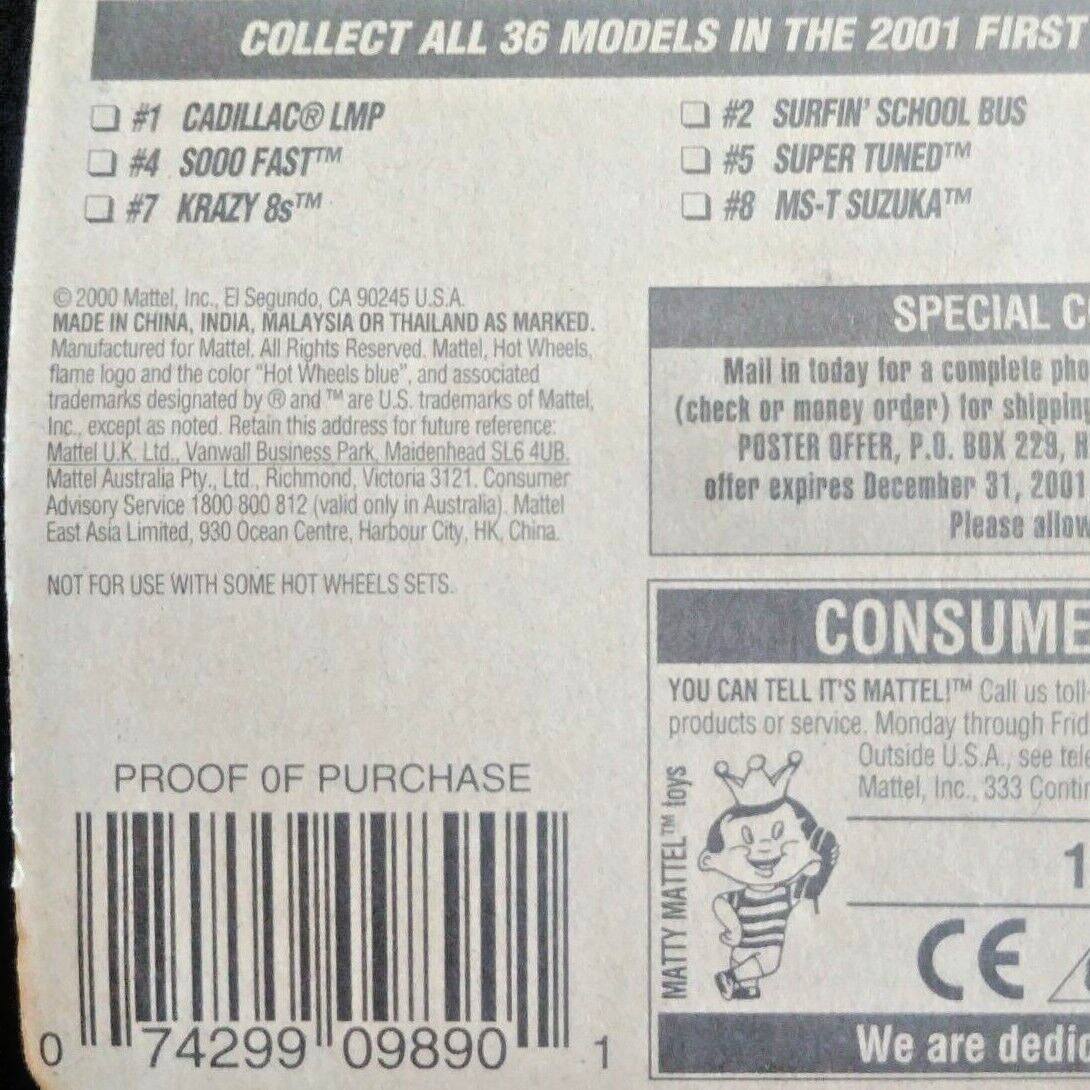 COLLECT ALL 36 MODELS IN THE 2001 FIRST
❏ #1 CADILLAC® LMP
❏ #2 SURFIN' SCHOOL BUS
❏ #4 SOOO FAST™
❏ #5 SUPER TUNED™
❏ #7 KRAZY 8s™
❏ #8 MS-T SUZUKA™
© 2000 Mattel, Inc., El Segundo, CA 90245 U.S.A.
MADE IN CHINA, INDIA, MALAYSIA OR THAILAND AS MARKED.
Manufactured for Mattel. All Rights Reserved. Mattel, Hot Wheels,
flame logo and the color "Hot Wheels blue", and associated
trademarks designated by ® and ™ are U.S. trademarks of Mattel,
Inc., except as noted. Retain this address for future reference:
Mattel U.K. Ltd., Vanwall Business Park, Maidenhead SL6 4UB.
Mattel Australia Pty., Ltd., Richmond, Victoria 3121. Consumer
Advisory Service 1800 800 812 (valid only in Australia). Mattel
East Asia Limited, 930 Ocean Centre, Harbour City, HK, China.
NOT FOR USE WITH SOME HOT WHEELS SETS.
PROOF OF PURCHASE
0 74299 09890 1
SPECIAL C
Mail in today for a complete pho
(check or money order) for shippin
POSTER OFFER, P.O. BOX 229,
offer expires December 31, 2001
Please allow
CONSUME
YOU CAN TELL IT'S MATTEL!™ Call us toll
products or service. Monday through Frid
Outside U.S.A., see tele
Mattel, Inc., 333 Contin
MATTY MATTEL™ toys
1
CE
We are dedic